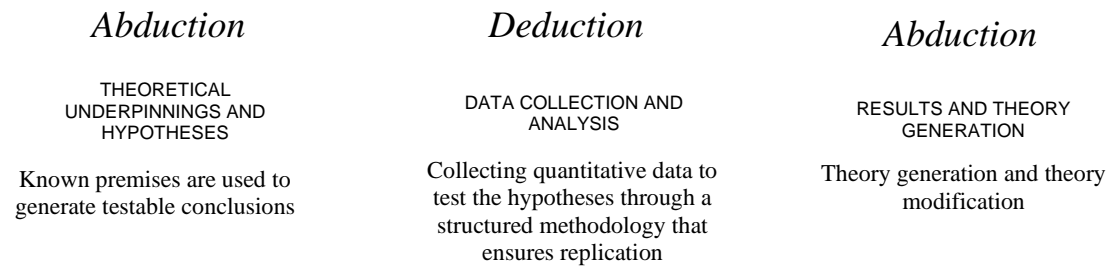 Abduction
THEORETICAL
UNDERPINNINGS AND
HYPOTHESES
Known premises are used to
generate testable conclusions
Deduction
DATA COLLECTION AND
ANALYSIS
Collecting quantitative data to
test the hypotheses through a
structured methodology that
ensures replication
Abduction
RESULTS AND THEORY
GENERATION
Theory generation and theory
modification